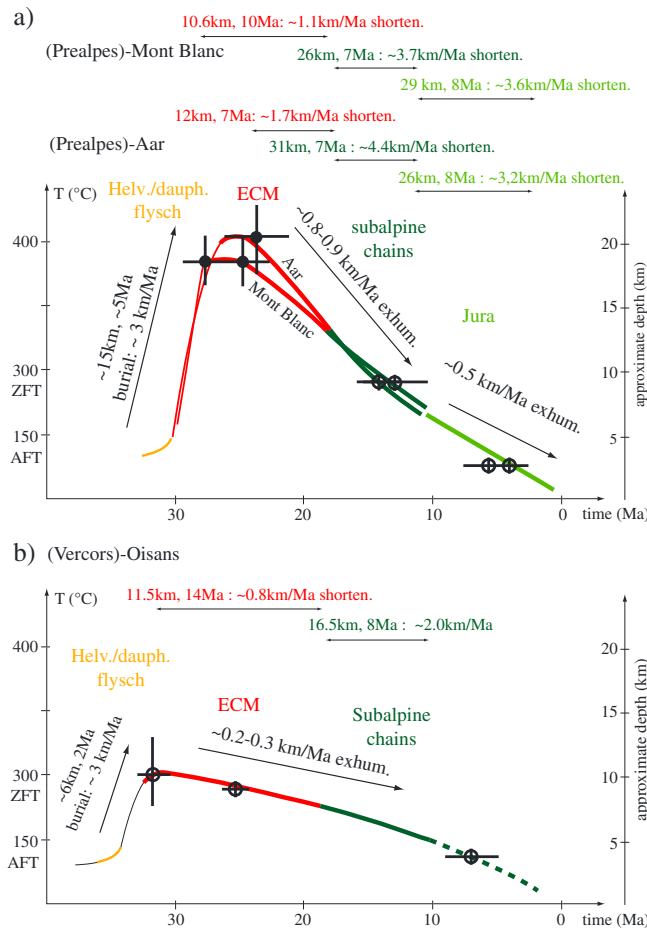 a)
10.6km, 10Ma: ~1.1km/Ma shorten.
(Prealpes)-Mont Blanc
26km, 7Ma: ~3.7km/Ma shorten.
29 km, 8Ma : ~3.6km/Ma shorten.
12km, 7Ma: ~1.7km/Ma shorten.
(Prealpes)-Aar
31km, 7Ma: ~4.4km/Ma shorten.
26km, 8Ma : ~3,2km/Ma shorten.
T (°C)
Helv./dauph.
flysch
ECM
~0.8-0.9 km/Ma exhum.
subalpine
chains
Jura
400
300
ZFT
150
AFT
~15km, ~5Ma
burial: ~ 3 km/Ma
Aar
Mont Blanc
~0.5 km/Ma exhum.
20
15
10
5
approximate depth (km)
30
20
10
0
time (Ma)
b)
(Vercors)-Oisans
T (°C)
11.5km, 14Ma : ~0.8km/Ma shorten.
16.5km, 8Ma : ~2.0km/Ma
Helv./dauph.
flysch
ECM
Subalpine
chains
~0.2-0.3 km/Ma exhum.
~6km, 2Ma
burial: ~ 3 km/Ma
400
300
ZFT
150
AFT
20
15
10
5
approximate depth (km)
30
20
10
0
time (Ma)